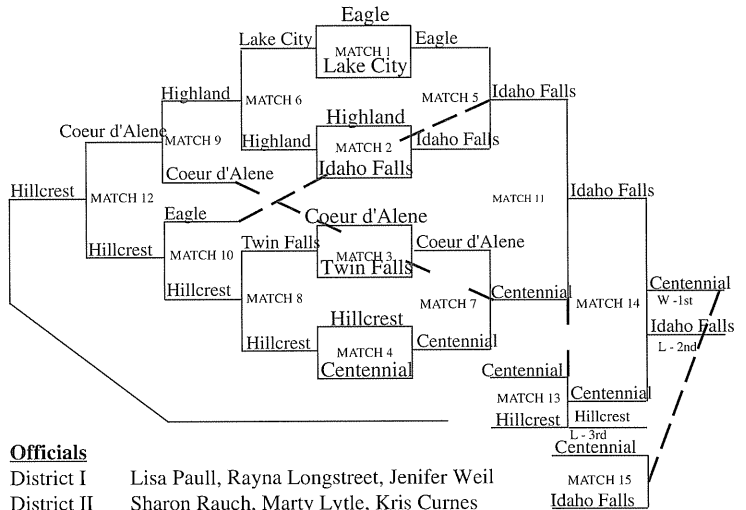 Eagle
Lake City
MATCH 1
Eagle
Lake City
Highland
MATCH 6
MATCH 5
Idaho Falls
Highland
Coeur d'Alene
MATCH 9
Highland
MATCH 2
Idaho Falls
Idaho Falls
Coeur d'Alene
Hillcrest
MATCH 12
MATCH 11
Idaho Falls
Eagle
Coeur d'Alene
Hillcrest
MATCH 10
Twin Falls
MATCH 3
Coeur d'Alene
Twin Falls
Centennial
W -1st
Hillcrest
MATCH 8
MATCH 7
Centennial
MATCH 14
Hillcrest
Idaho Falls
L - 2nd
Hillcrest
MATCH 4
Centennial
Centennial
Centennial
MATCH 13
Centennial
Hillcrest
Hillcrest
L - 3rd
Centennial
MATCH 15
Idaho Falls
Officials
District I Lisa Paull, Rayna Longstreet, Jenifer Weil
District II Sharon Rauch, Marty Lytle, Kris Curnes